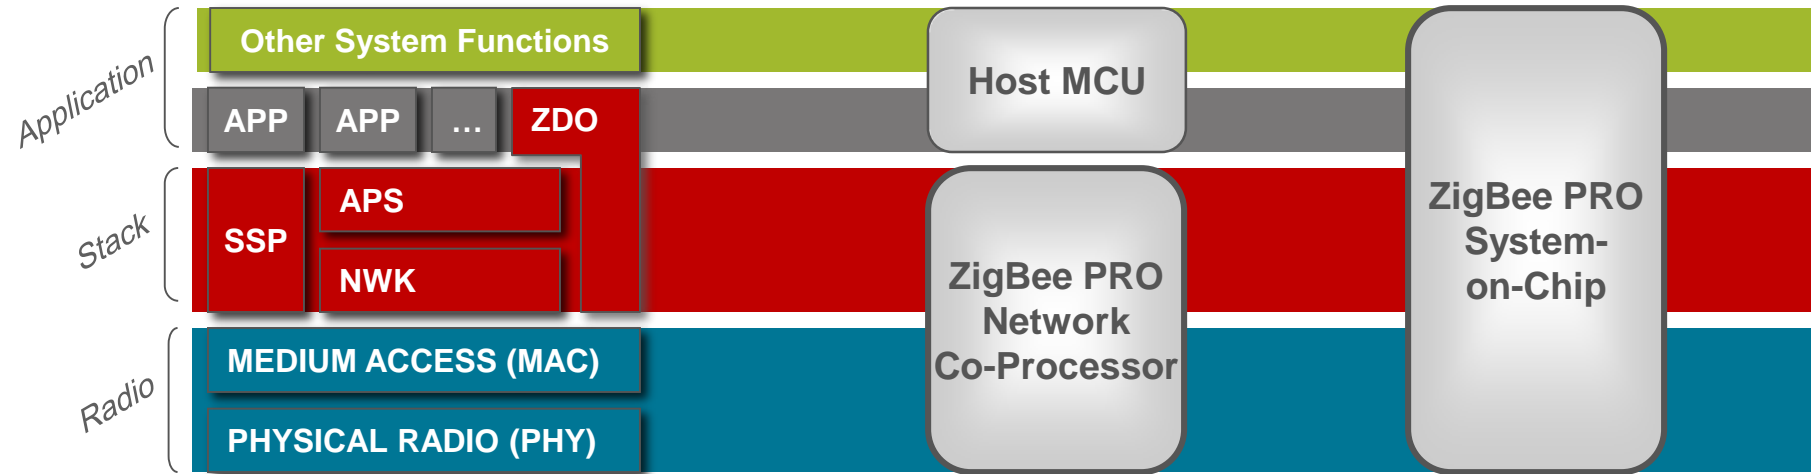 Application
Other System Functions
APP
APP
...
ZDO
Stack
SSP
APS
NWK
Radio
MEDIUM ACCESS (MAC)
PHYSICAL RADIO (PHY)
Host MCU
ZigBee PRO
Network
Co-Processor
ZigBee PRO
System-
on-Chip